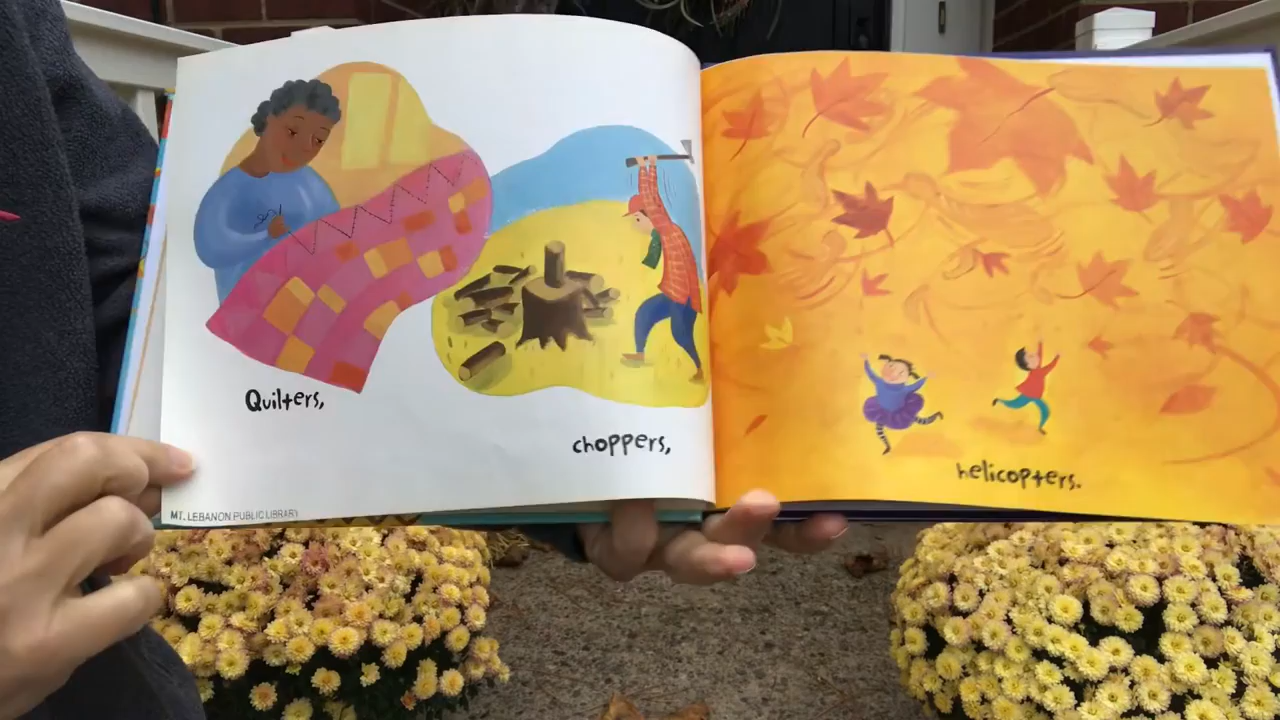 Quilters,
choppers,
MT. LEBANON PUBLIC LIBRARY
helicopters.